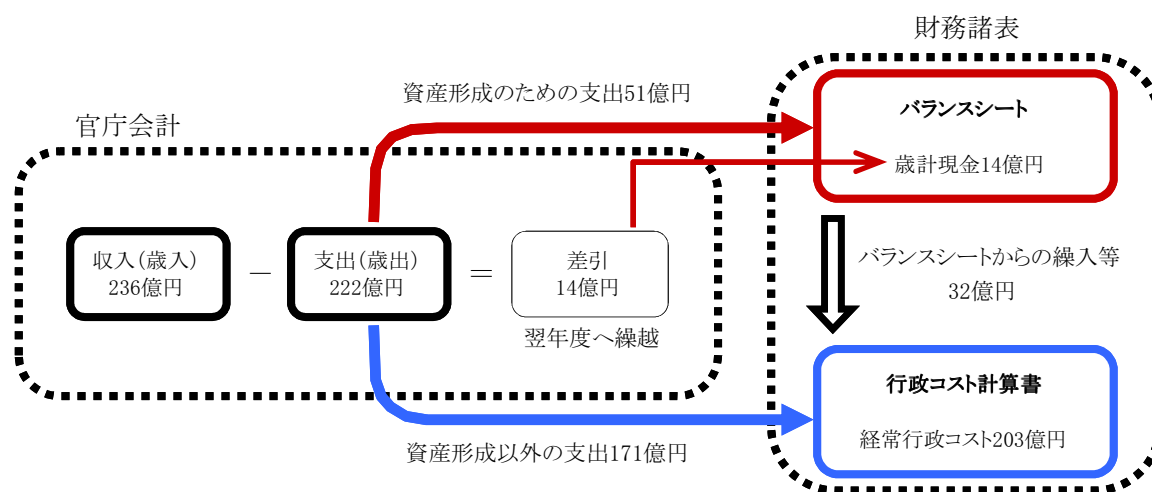 財務諸表
資産形成のための支出51億円
バランスシート
官庁会計
歳計現金14億円
収入(歳入)
236億円
－
支出(歳出)
222億円
＝
差引
14億円
バランスシートからの繰入等
32億円
翌年度へ繰越
行政コスト計算書
経常行政コスト203億円
資産形成以外の支出171億円